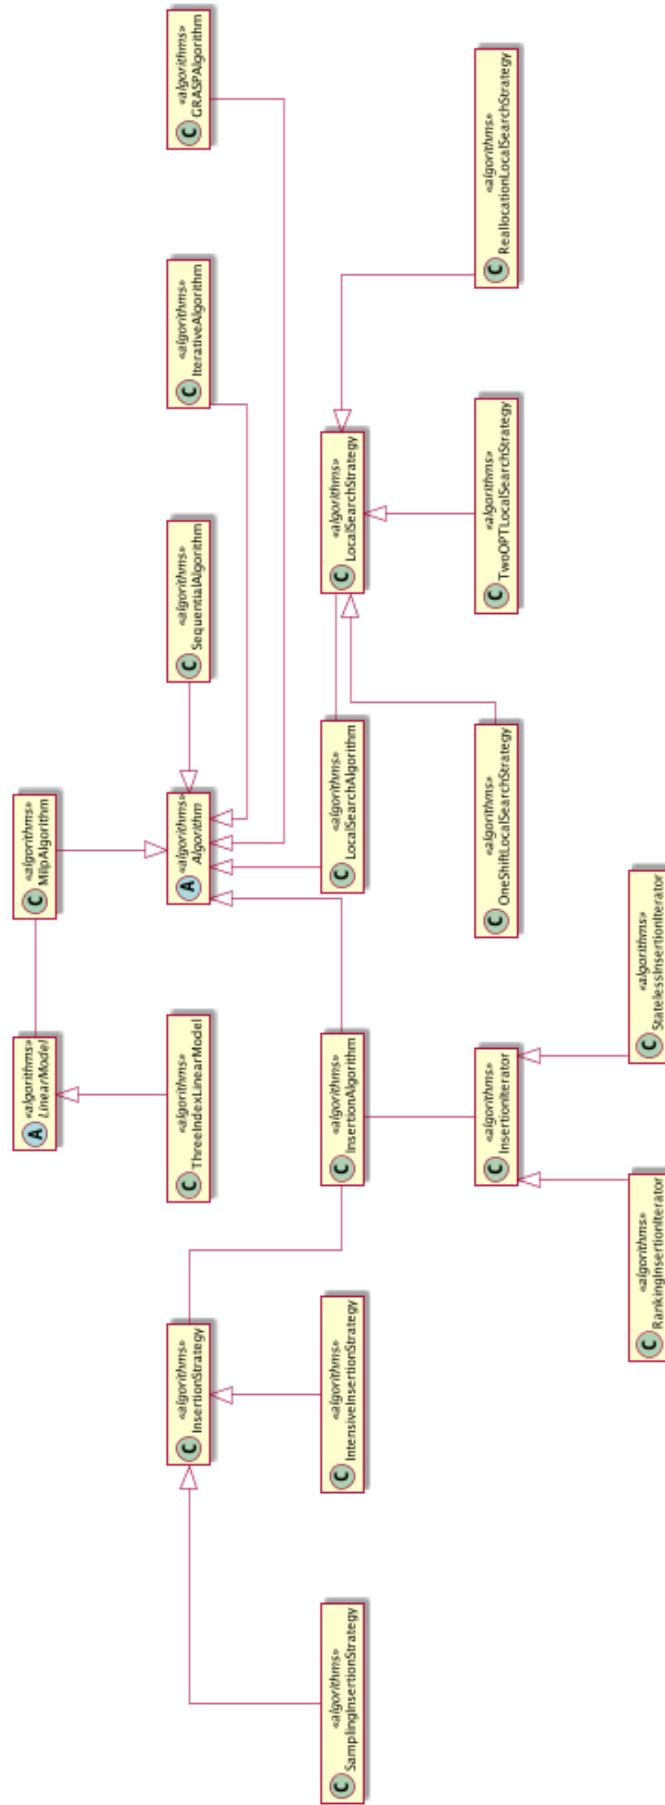 «algorithms»
A LinearModel
«algorithms»
C MilpAlgorithm
«algorithms»
C InsertionStrategy
«algorithms»
C ThreeIndexLinearModel
«algorithms»
A Algorithm
«algorithms»
C SequentialAlgorithm
«algorithms»
C IterativeAlgorithm
«algorithms»
C GRASPAlgorithm
«algorithms»
C SamplingInsertionStrategy
«algorithms»
C IntensiveInsertionStrategy
«algorithms»
C InsertionAlgorithm
«algorithms»
C LocalSearchAlgorithm
«algorithms»
C LocalSearchStrategy
«algorithms»
C InsertionIterator
«algorithms»
C OneShiftLocalSearchStrategy
«algorithms»
C TwoOPTLocalSearchStrategy
«algorithms»
C ReallocationLocalSearchStrategy
«algorithms»
C RankingInsertionIterator
«algorithms»
C StatelessInsertionIterator